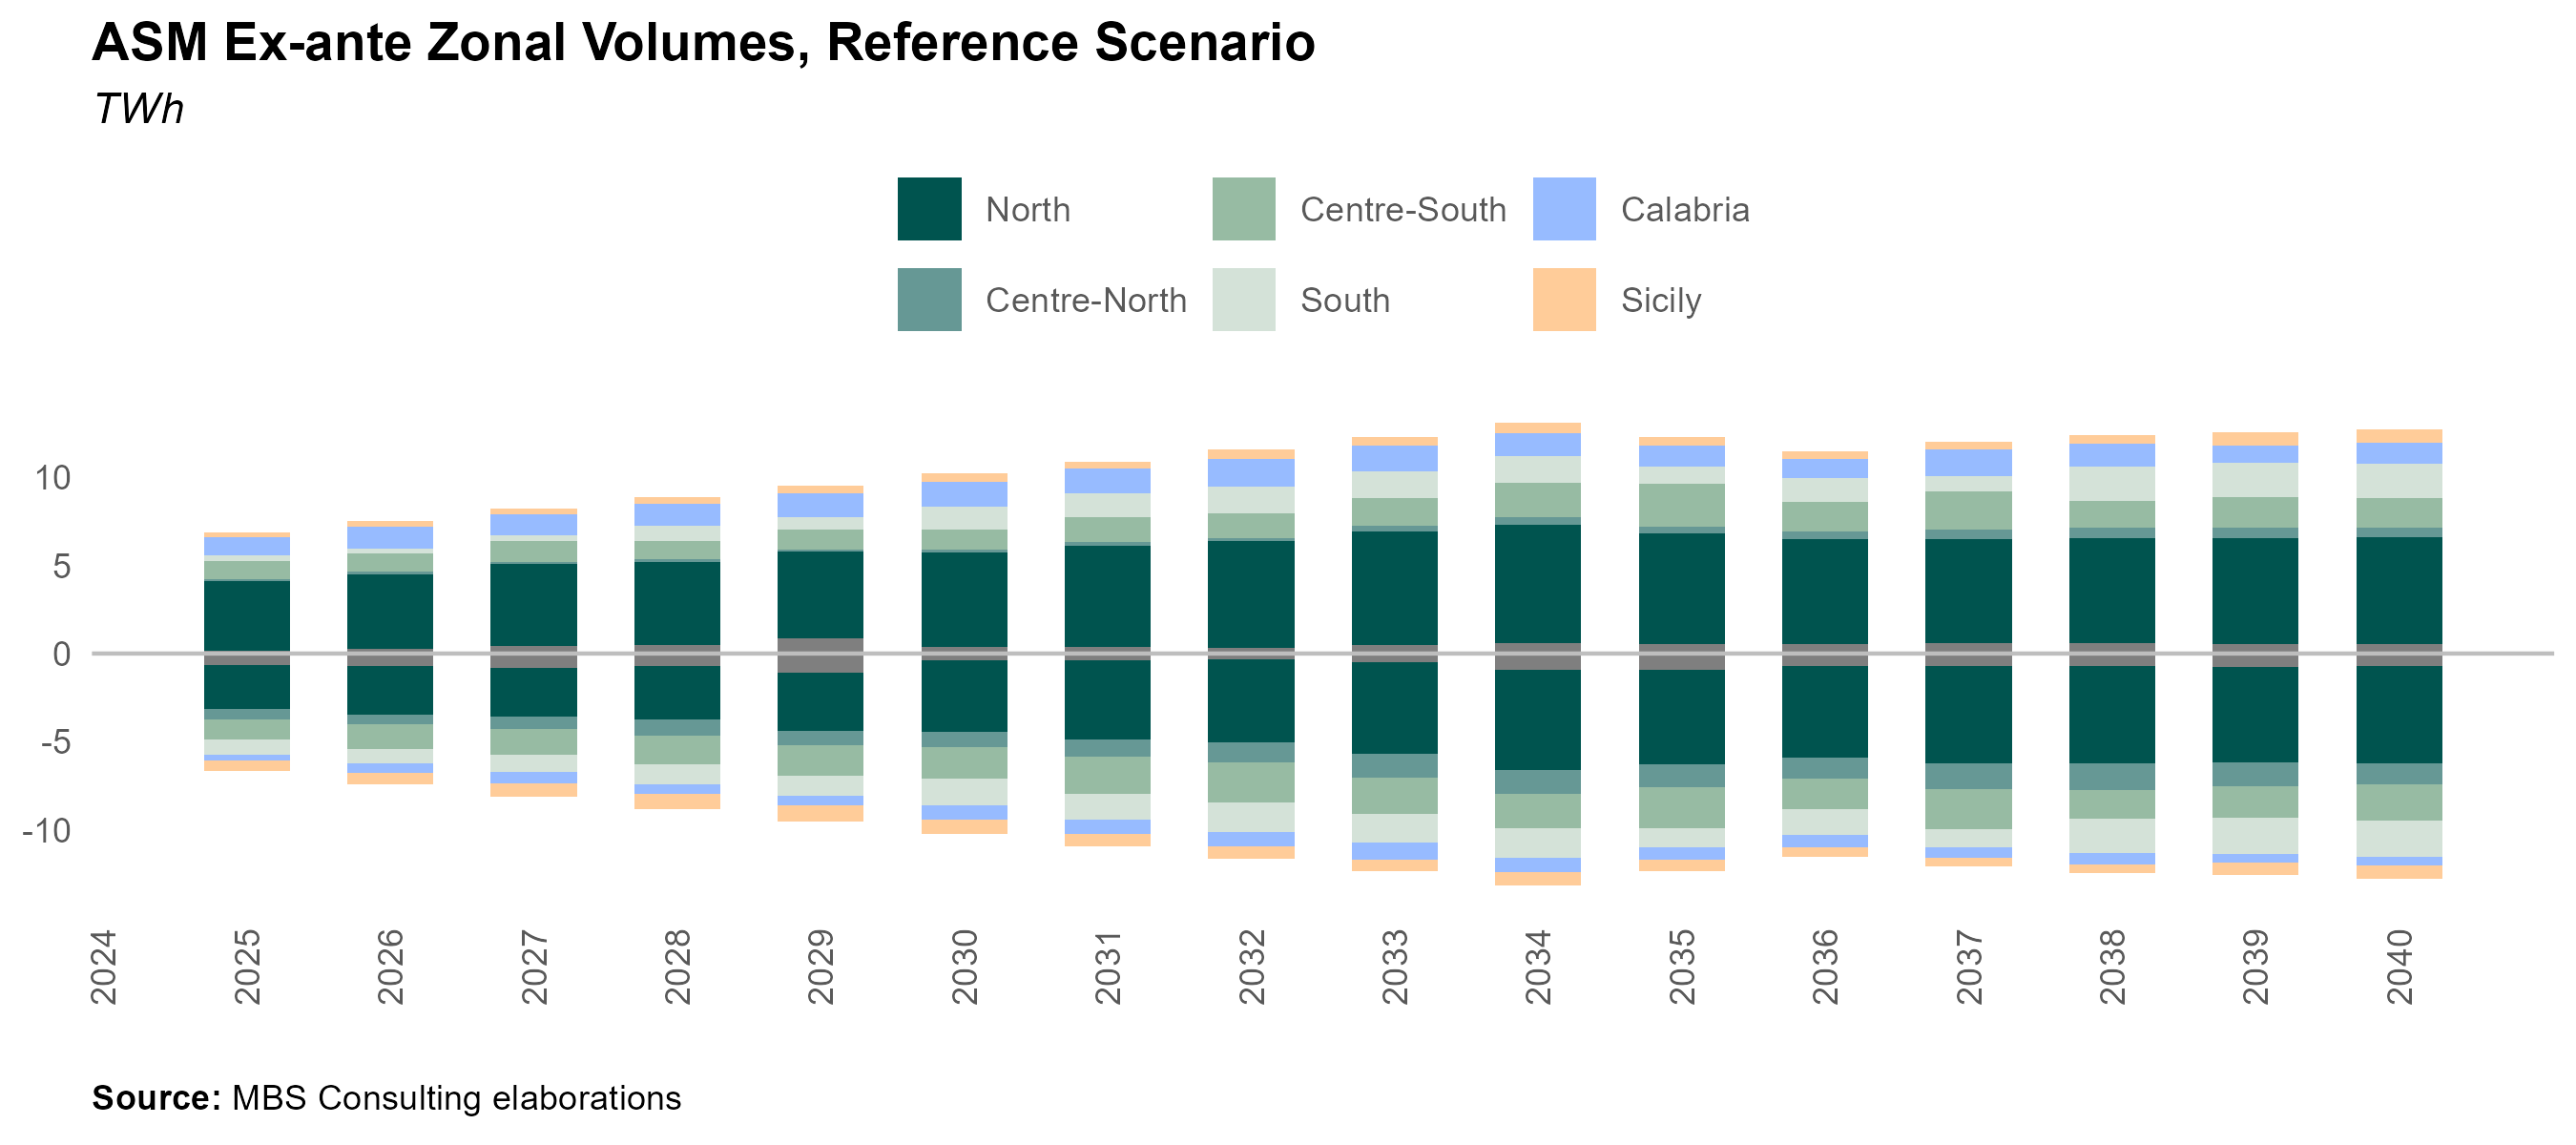 ASM Ex-ante Zonal Volumes, Reference Scenario
TWh
North
Centre-South
Calabria
Centre-North
South
Sicily
10
5
0
-5
-10
2024
2025
2026
2027
2028
2029
2030
2031
2032
2033
2034
2035
2036
2037
2038
2039
2040
Source: MBS Consulting elaborations